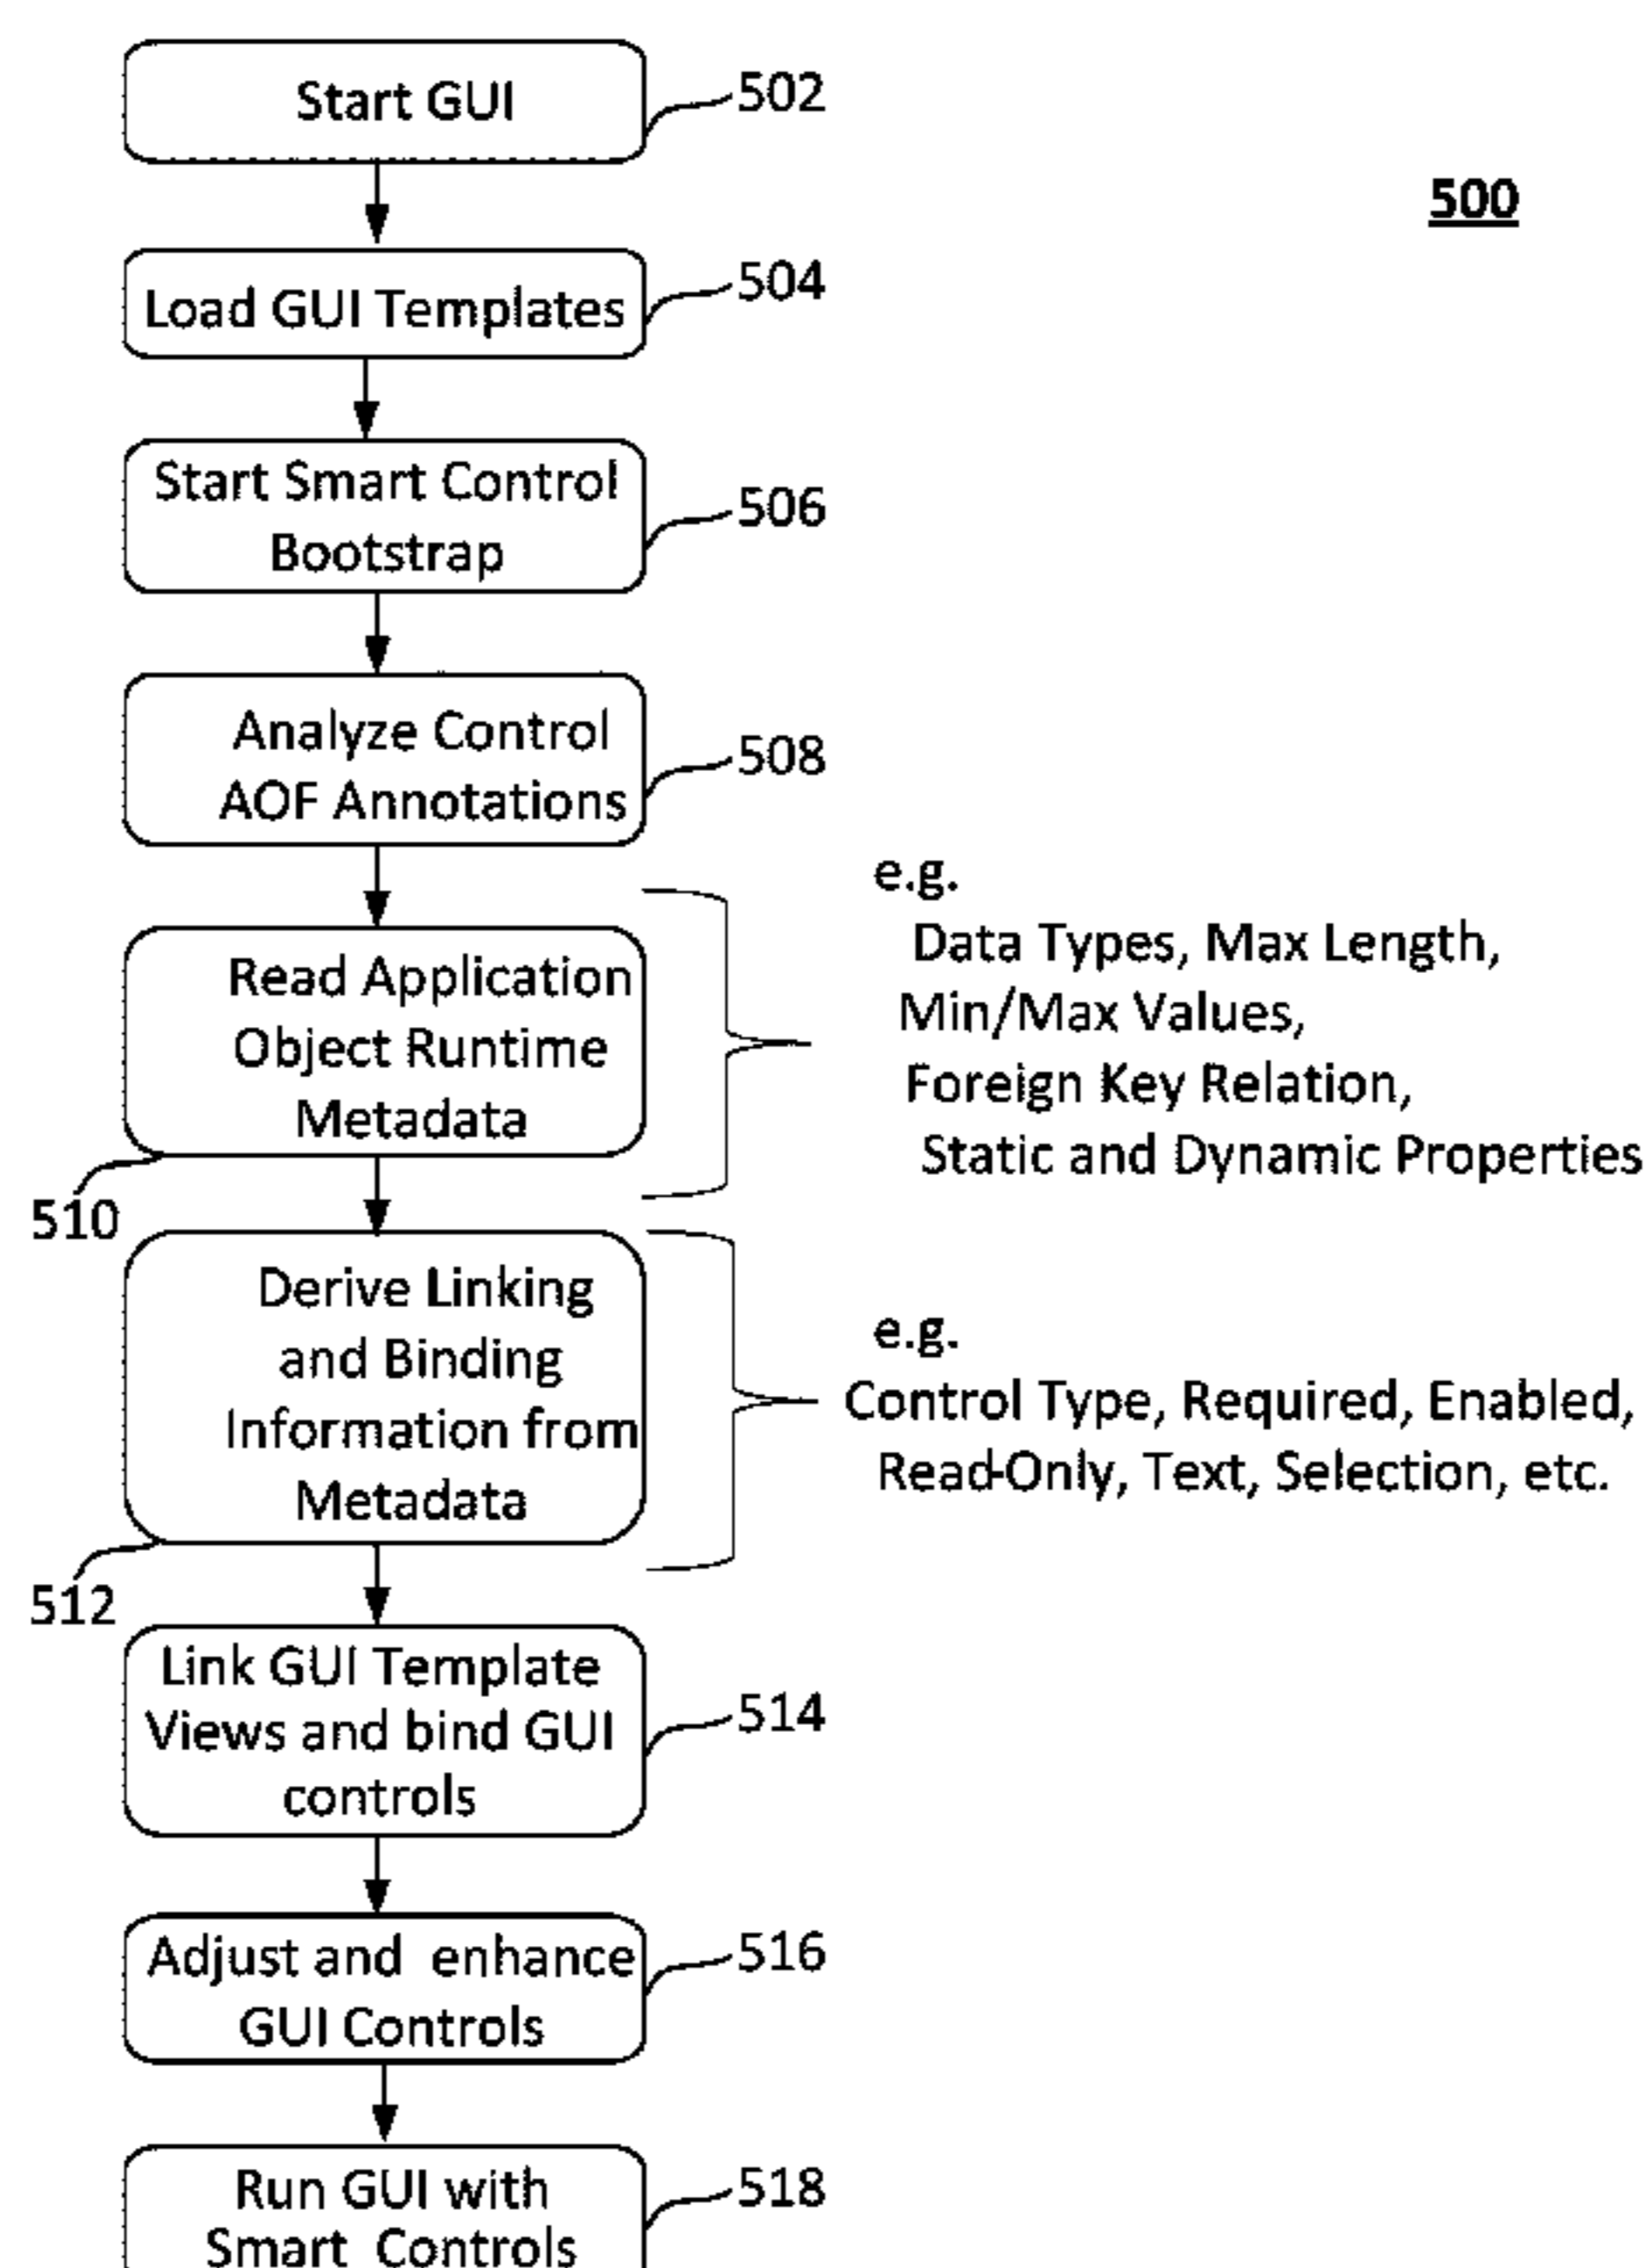 Start GUI
502
500
Load GUI Templates
504
Start Smart Control
Bootstrap
506
Analyze Control
AOF Annotations
508
Read Application
Object Runtime
Metadata
510
e.g.
Data Types, Max Length,
Min/Max Values,
Foreign Key Relation,
Static and Dynamic Properties
Derive Linking
and Binding
Information from
Metadata
512
e.g.
Control Type, Required, Enabled,
Read-Only, Text, Selection, etc.
Link GUI Template
Views and bind GUI
controls
514
Adjust and enhance
GUI Controls
516
Run GUI with
Smart Controls
518